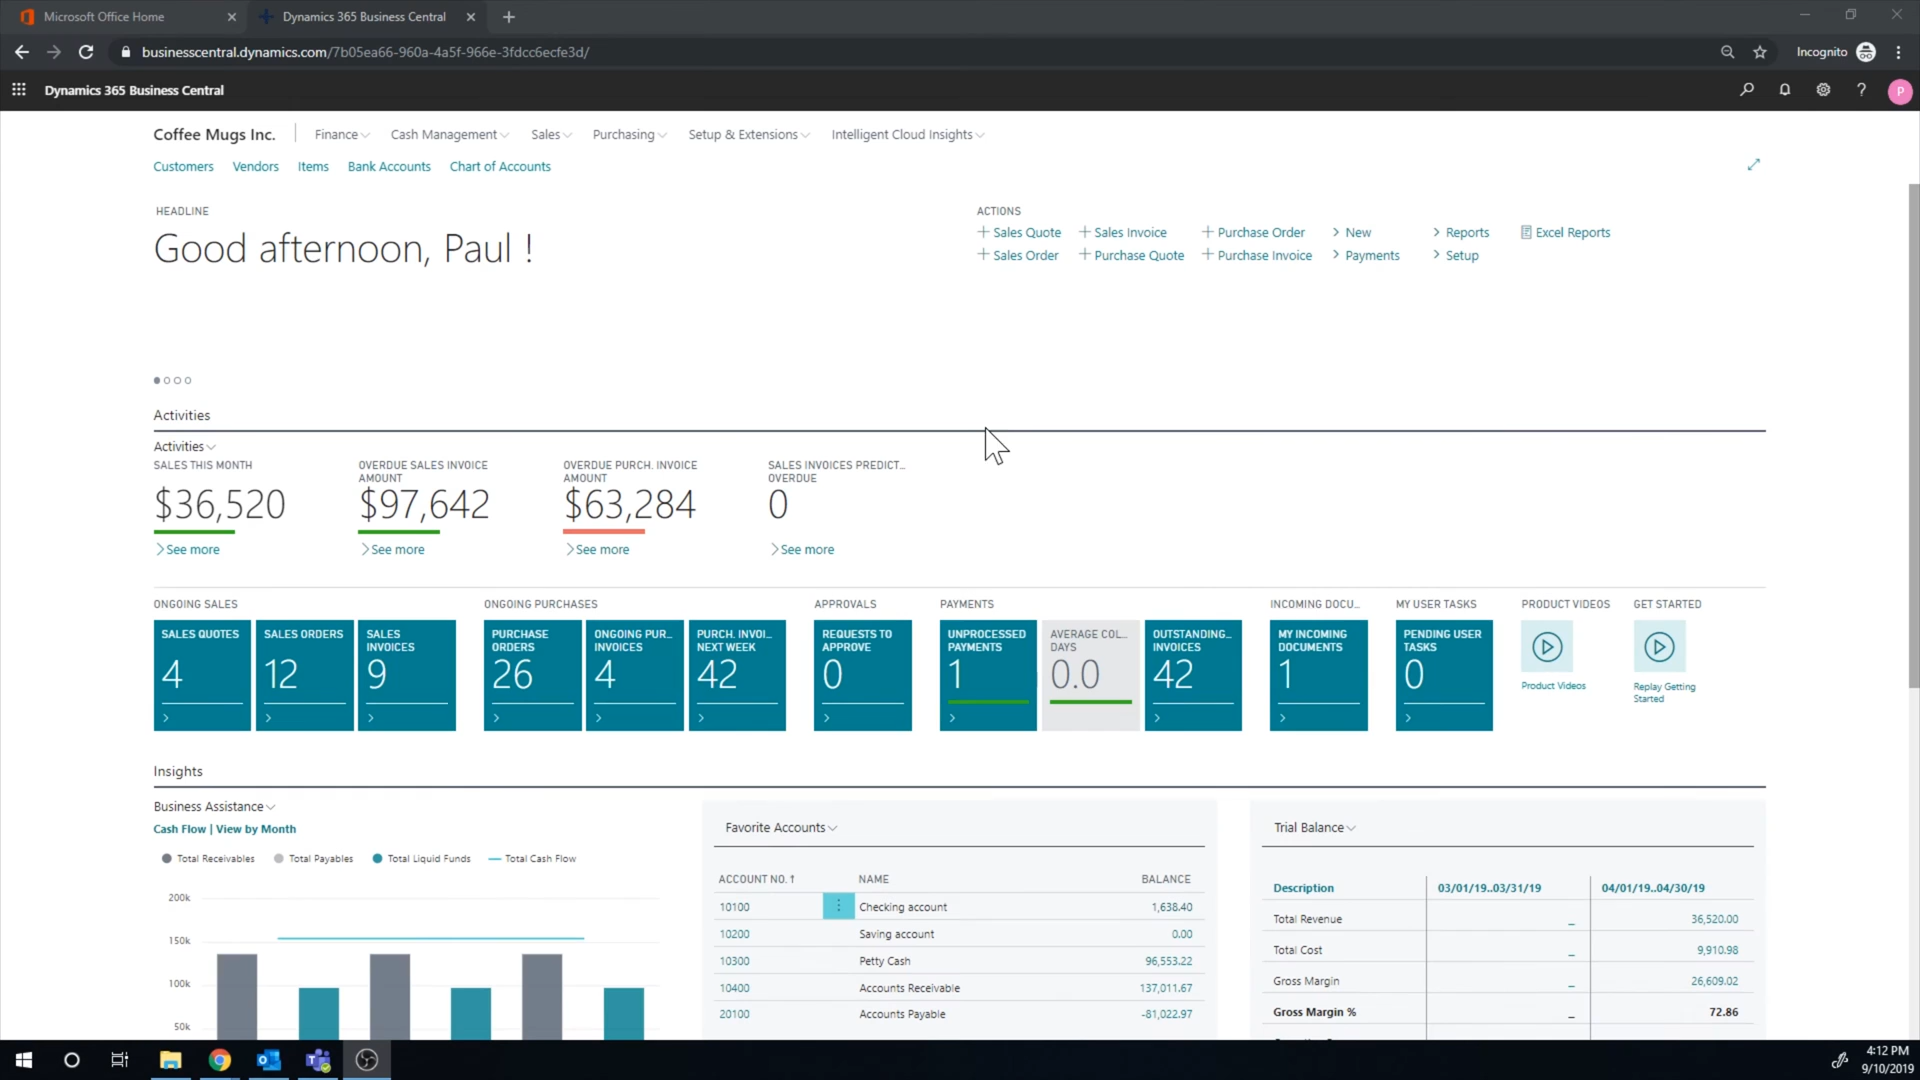 Microsoft Office Home
Dynamics 365 Business Central
businesscentral.dynamics.com/7b05ea66-960a-4a5f-966e-3fdcc6ecfe3d/
Incognito
Dynamics 365 Business Central
P
Coffee Mugs Inc.
Finance
Cash Management
Sales
Purchasing
Setup & Extensions
Intelligent Cloud Insights
Customers
Vendors
Items
Bank Accounts
Chart of Accounts
HEADLINE
Good afternoon, Paul !
ACTIONS
+ Sales Quote
+ Sales Invoice
+ Purchase Order
> New
> Reports
Excel Reports
+ Sales Order
+ Purchase Quote
+ Purchase Invoice
> Payments
> Setup
Activities
Activities
SALES THIS MONTH
$36,520
>See more
OVERDUE SALES INVOICE
AMOUNT
$97,642
>See more
OVERDUE PURCH. INVOICE
AMOUNT
$63,284
>See more
SALES INVOICES PREDICT...
OVERDUE
0
>See more
ONGOING SALES
SALES QUOTES
4
SALES ORDERS
12
SALES
INVOICES
9
ONGOING PURCHASES
PURCHASE
ORDERS
26
ONGOING PUR...
INVOICES
4
PURCH. INVOI...
NEXT WEEK
42
APPROVALS
REQUESTS TO
APPROVE
0
PAYMENTS
UNPROCESSED
PAYMENTS
1
AVERAGE COL...
DAYS
0.0
OUTSTANDING...
INVOICES
42
INCOMING DOCU...
MY INCOMING
DOCUMENTS
1
MY USER TASKS
PENDING USER
TASKS
0
PRODUCT VIDEOS
Product Videos
GET STARTED
Replay Getting
Started
Insights
Business Assistance
Cash Flow | View by Month
Total Receivables
Total Payables
Total Liquid Funds
Total Cash Flow
200k
150k
100k
50k
Favorite Accounts
ACCOUNT NO. ↑ NAME BALANCE
10100 Checking account 1,638.40
10200 Saving account 0.00
10300 Petty Cash 96,553.22
10400 Accounts Receivable 137,011.67
20100 Accounts Payable -81,022.97
Trial Balance
Description 03/01/19..03/31/19 04/01/19..04/30/19
Total Revenue _ 36,520.00
Total Cost _ 9,910.98
Gross Margin _ 26,609.02
Gross Margin % _ 72.86
4:12 PM
9/10/2019